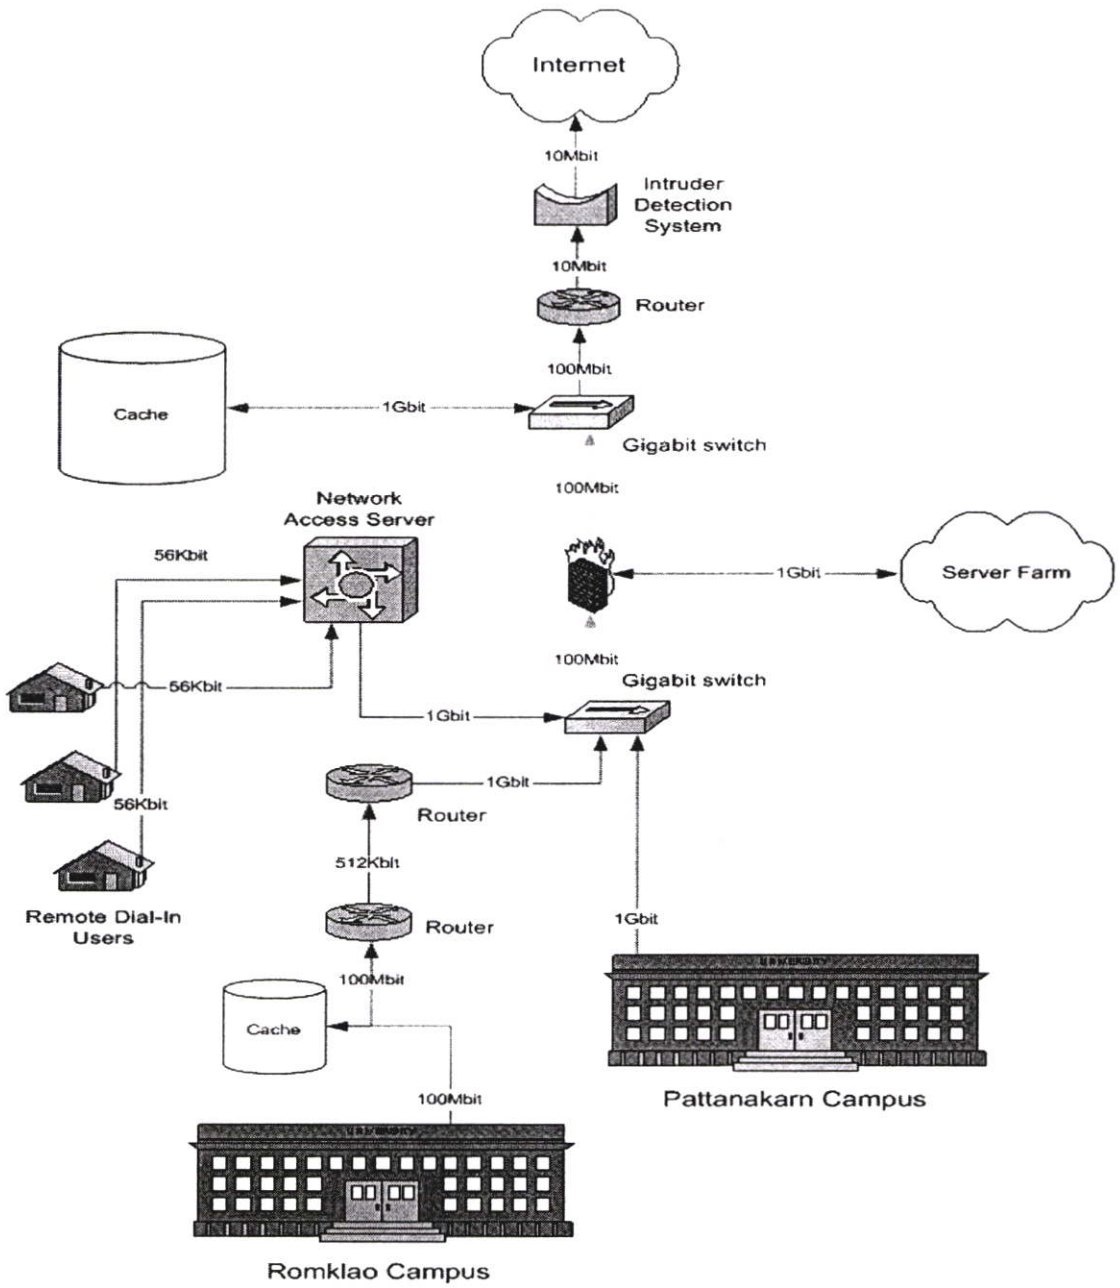 Internet
10Mbit
Intruder
Detection
System
10Mbit
Router
100Mbit
Cache
1Gbit
Gigabit switch
100Mbit
Network
Access Server
56Kbit
1Gbit
Server Farm
100Mbit
Gigabit switch
56Kbit
1Gbit
1Gbit
56Kbit
Router
512Kbit
Remote Dial-In
Users
Router
1Gbit
100Mbit
UNIVERSITY
Cache
100Mbit
Pattanakarn Campus
UNIVERSITY
Romklao Campus